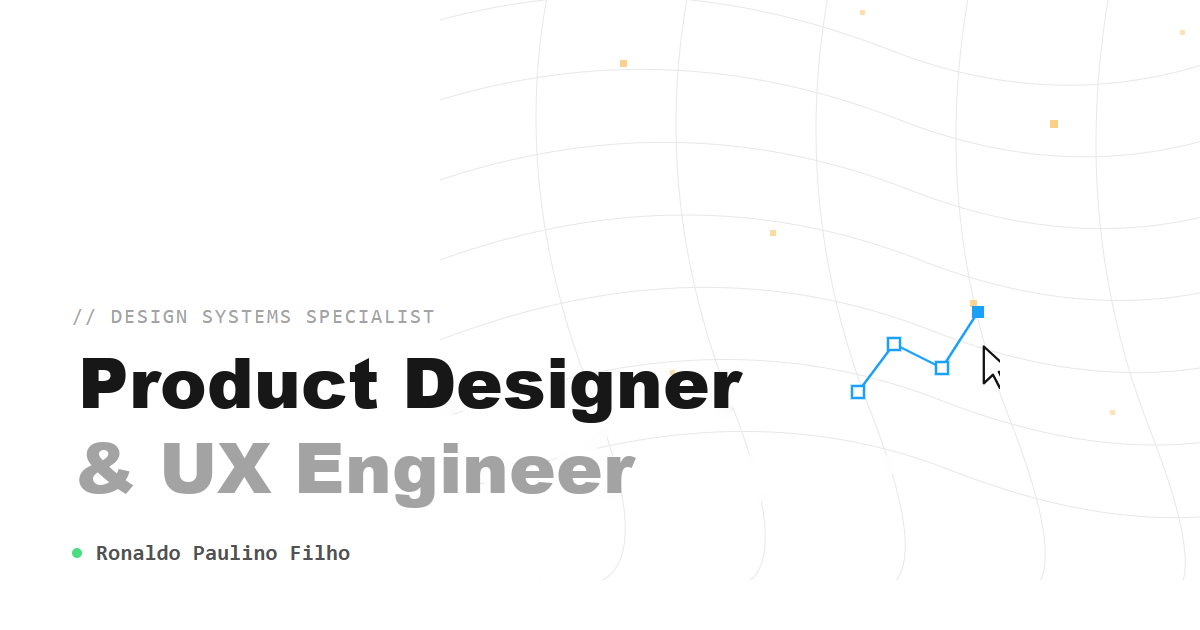 // DESIGN SYSTEMS SPECIALIST
Product Designer
& UX Engineer
Ronaldo Paulino Filho